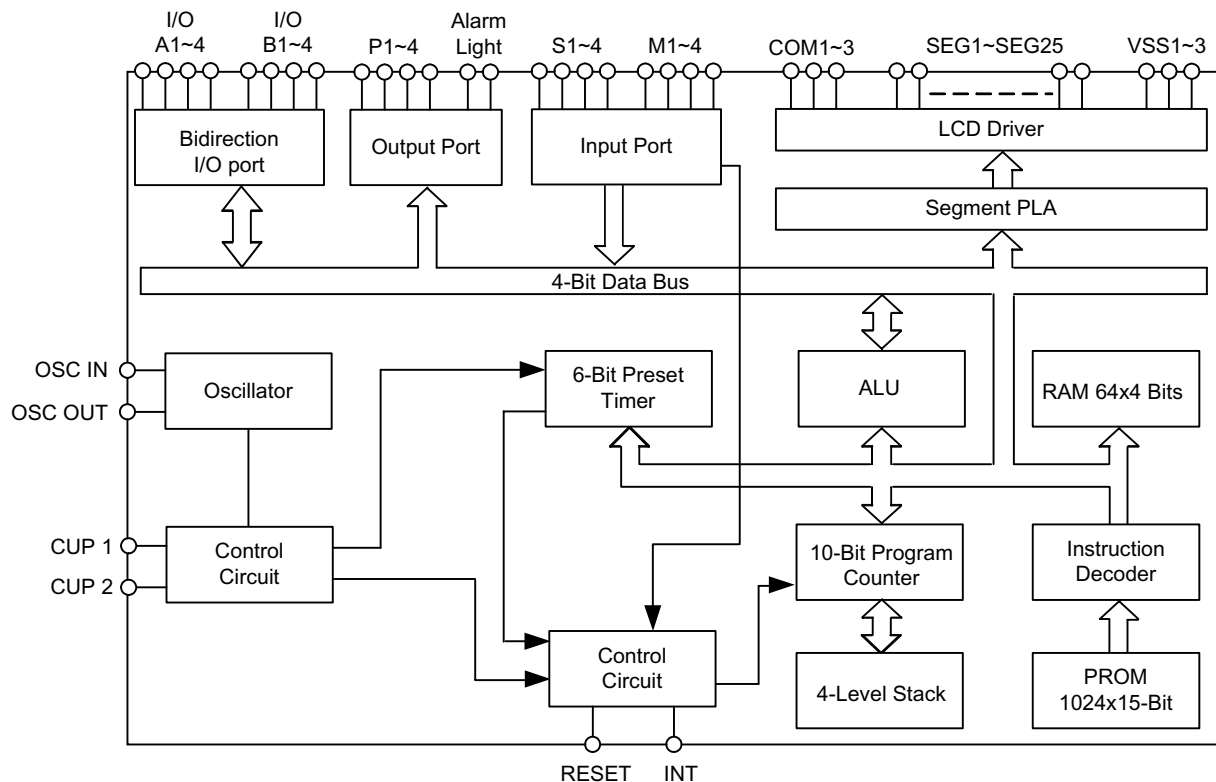 I/O
A1~4
I/O
B1~4
P1~4
Alarm
Light
S1~4
M1~4
COM1~3
SEG1~SEG25
VSS1~3
Bidirection
I/O port
Output Port
Input Port
LCD Driver
Segment PLA
4-Bit Data Bus
OSC IN
OSC OUT
Oscillator
6-Bit Preset
Timer
ALU
RAM 64x4 Bits
CUP 1
CUP 2
Control
Circuit
10-Bit Program
Counter
Instruction
Decoder
Control
Circuit
4-Level Stack
PROM
1024x15-Bit
RESET
INT